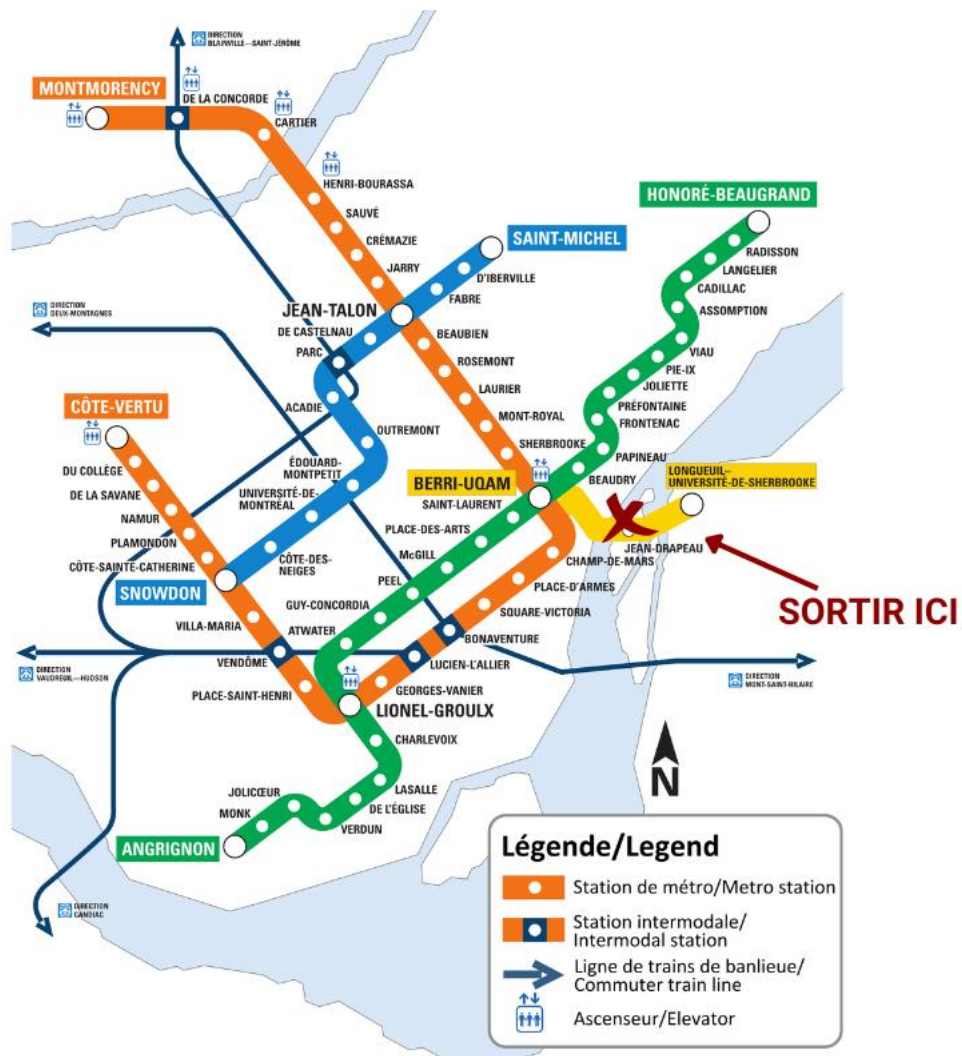 DIRECTION
BLAINVILLE—SAINT-JÉRÔME
MONTMORENCY
DE LA CONCORDE
CARTIER
HENRI-BOURASSA
SAUVÉ
CRÉMAZIE
JARRY
HONORÉ-BEAUGRAND
RADISSON
LANGELIER
CADILLAC
ASSOMPTION
VIAU
PIE-IX
JOLIETTE
PRÉFONTAINE
FRONTENAC
PAPINEAU
BEAUDRY
SAINT-MICHEL
D'IBERVILLE
FABRE
JEAN-TALON
DE CASTELNAU
PARC
ACADIE
OUTREMONT
ÉDOUARD-
MONTPETIT
UNIVERSITÉ-DE-
MONTRÉAL
CÔTE-DES-
NEIGES
DIRECTION
DEUX-MONTAGNES
BEAUBIEN
ROSEMONT
LAURIER
MONT-ROYAL
SHERBROOKE
CÔTE-VERTU
DU COLLÈGE
DE LA SAVANE
NAMUR
PLAMONDON
CÔTE-SAINTE-CATHERINE
SNOWDON
VILLA-MARIA
VENDÔME
PLACE-SAINT-HENRI
BERRI-UQAM
SAINT-LAURENT
PLACE-DES-ARTS
McGILL
PEEL
GUY-CONCORDIA
ATWATER
LONGUEUIL–
UNIVERSITÉ-DE-SHERBROOKE
JEAN-DRAPEAU
CHAMP-DE-MARS
PLACE-D'ARMES
SQUARE-VICTORIA
BONAVENTURE
LUCIEN-L'ALLIER
GEORGES-VANIER
LIONEL-GROULX
SORTIR ICI
DIRECTION
VAUDREUIL—HUDSON
DIRECTION
MONT-SAINT-HILAIRE
CHARLEVOIX
LASALLE
DE L'ÉGLISE
VERDUN
JOLICŒUR
MONK
ANGRIGNON
DIRECTION
CANDIAC
N
Légende/Legend
Station de métro/Metro station
Station intermodale/
Intermodal station
Ligne de trains de banlieue/
Commuter train line
Ascenseur/Elevator